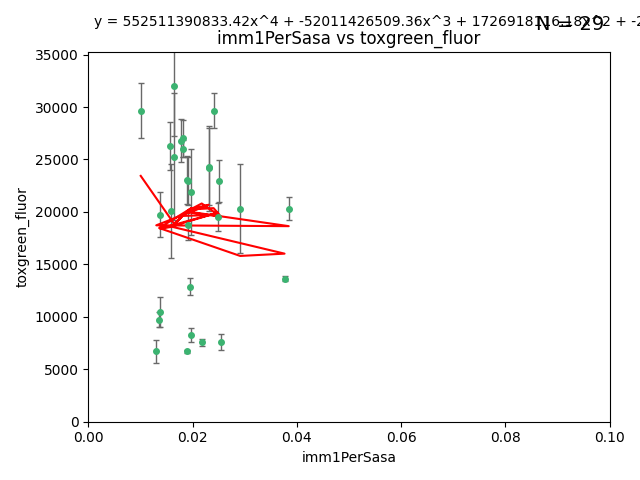 y = 552511390833.42x^4 + -52011426509.36x^3 +
N = 29
imm1PerSasa vs toxgreen_fluor
toxgreen_fluor
35000
30000
25000
20000
15000
10000
5000
0
0.00 0.02 0.04 0.06 0.08 0.10
imm1PerSasa